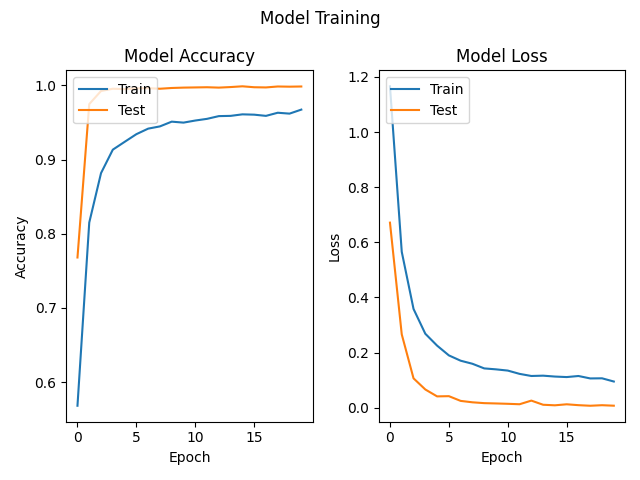 Model Training
Model Accuracy
Train
Test
1.0
0.9
0.8
0.7
0.6
Accuracy
0 5 10 15
Epoch
Model Loss
Train
Test
1.2
1.0
0.8
0.6
0.4
0.2
0.0
Loss
0 5 10 15
Epoch